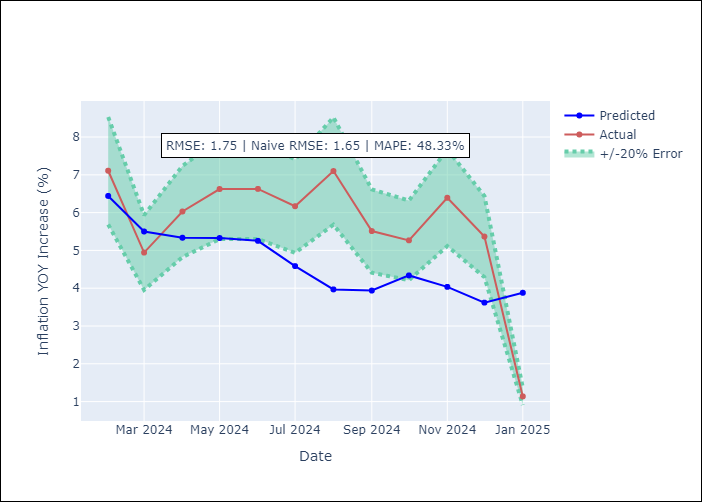 RMSE: 1.75 | Naive RMSE: 1.65 | MAPE: 48.33%
Predicted
Actual
+/-20% Error
Inflation YOY Increase (%)
8
7
6
5
4
3
2
1
Mar 2024
May 2024
Jul 2024
Sep 2024
Nov 2024
Jan 2025
Date